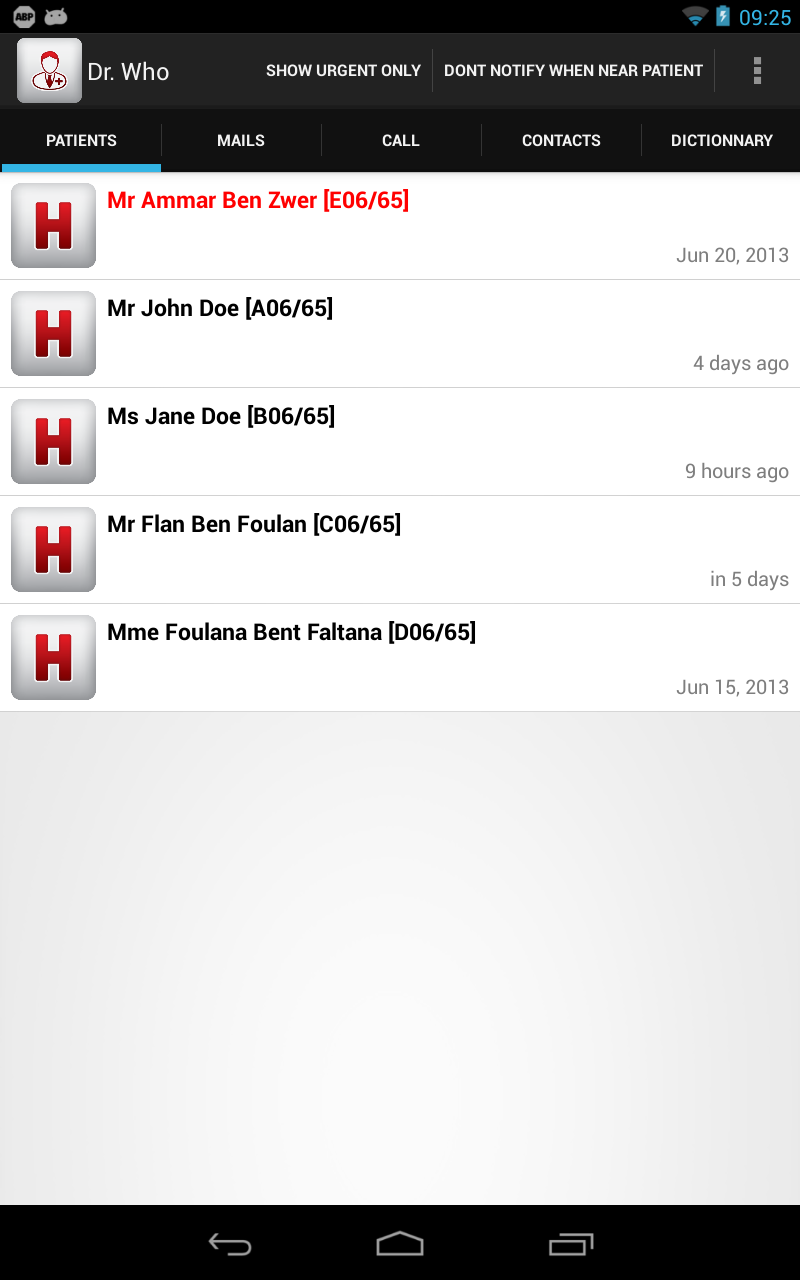 ABP
09:25
Dr. Who
SHOW URGENT ONLY
DONT NOTIFY WHEN NEAR PATIENT
PATIENTS
MAILS
CALL
CONTACTS
DICTIONNARY
H
Mr Ammar Ben Zwer [E06/65]
Jun 20, 2013
H
Mr John Doe [A06/65]
4 days ago
H
Ms Jane Doe [B06/65]
9 hours ago
H
Mr Flan Ben Foulan [C06/65]
in 5 days
H
Mme Foulana Bent Faltana [D06/65]
Jun 15, 2013